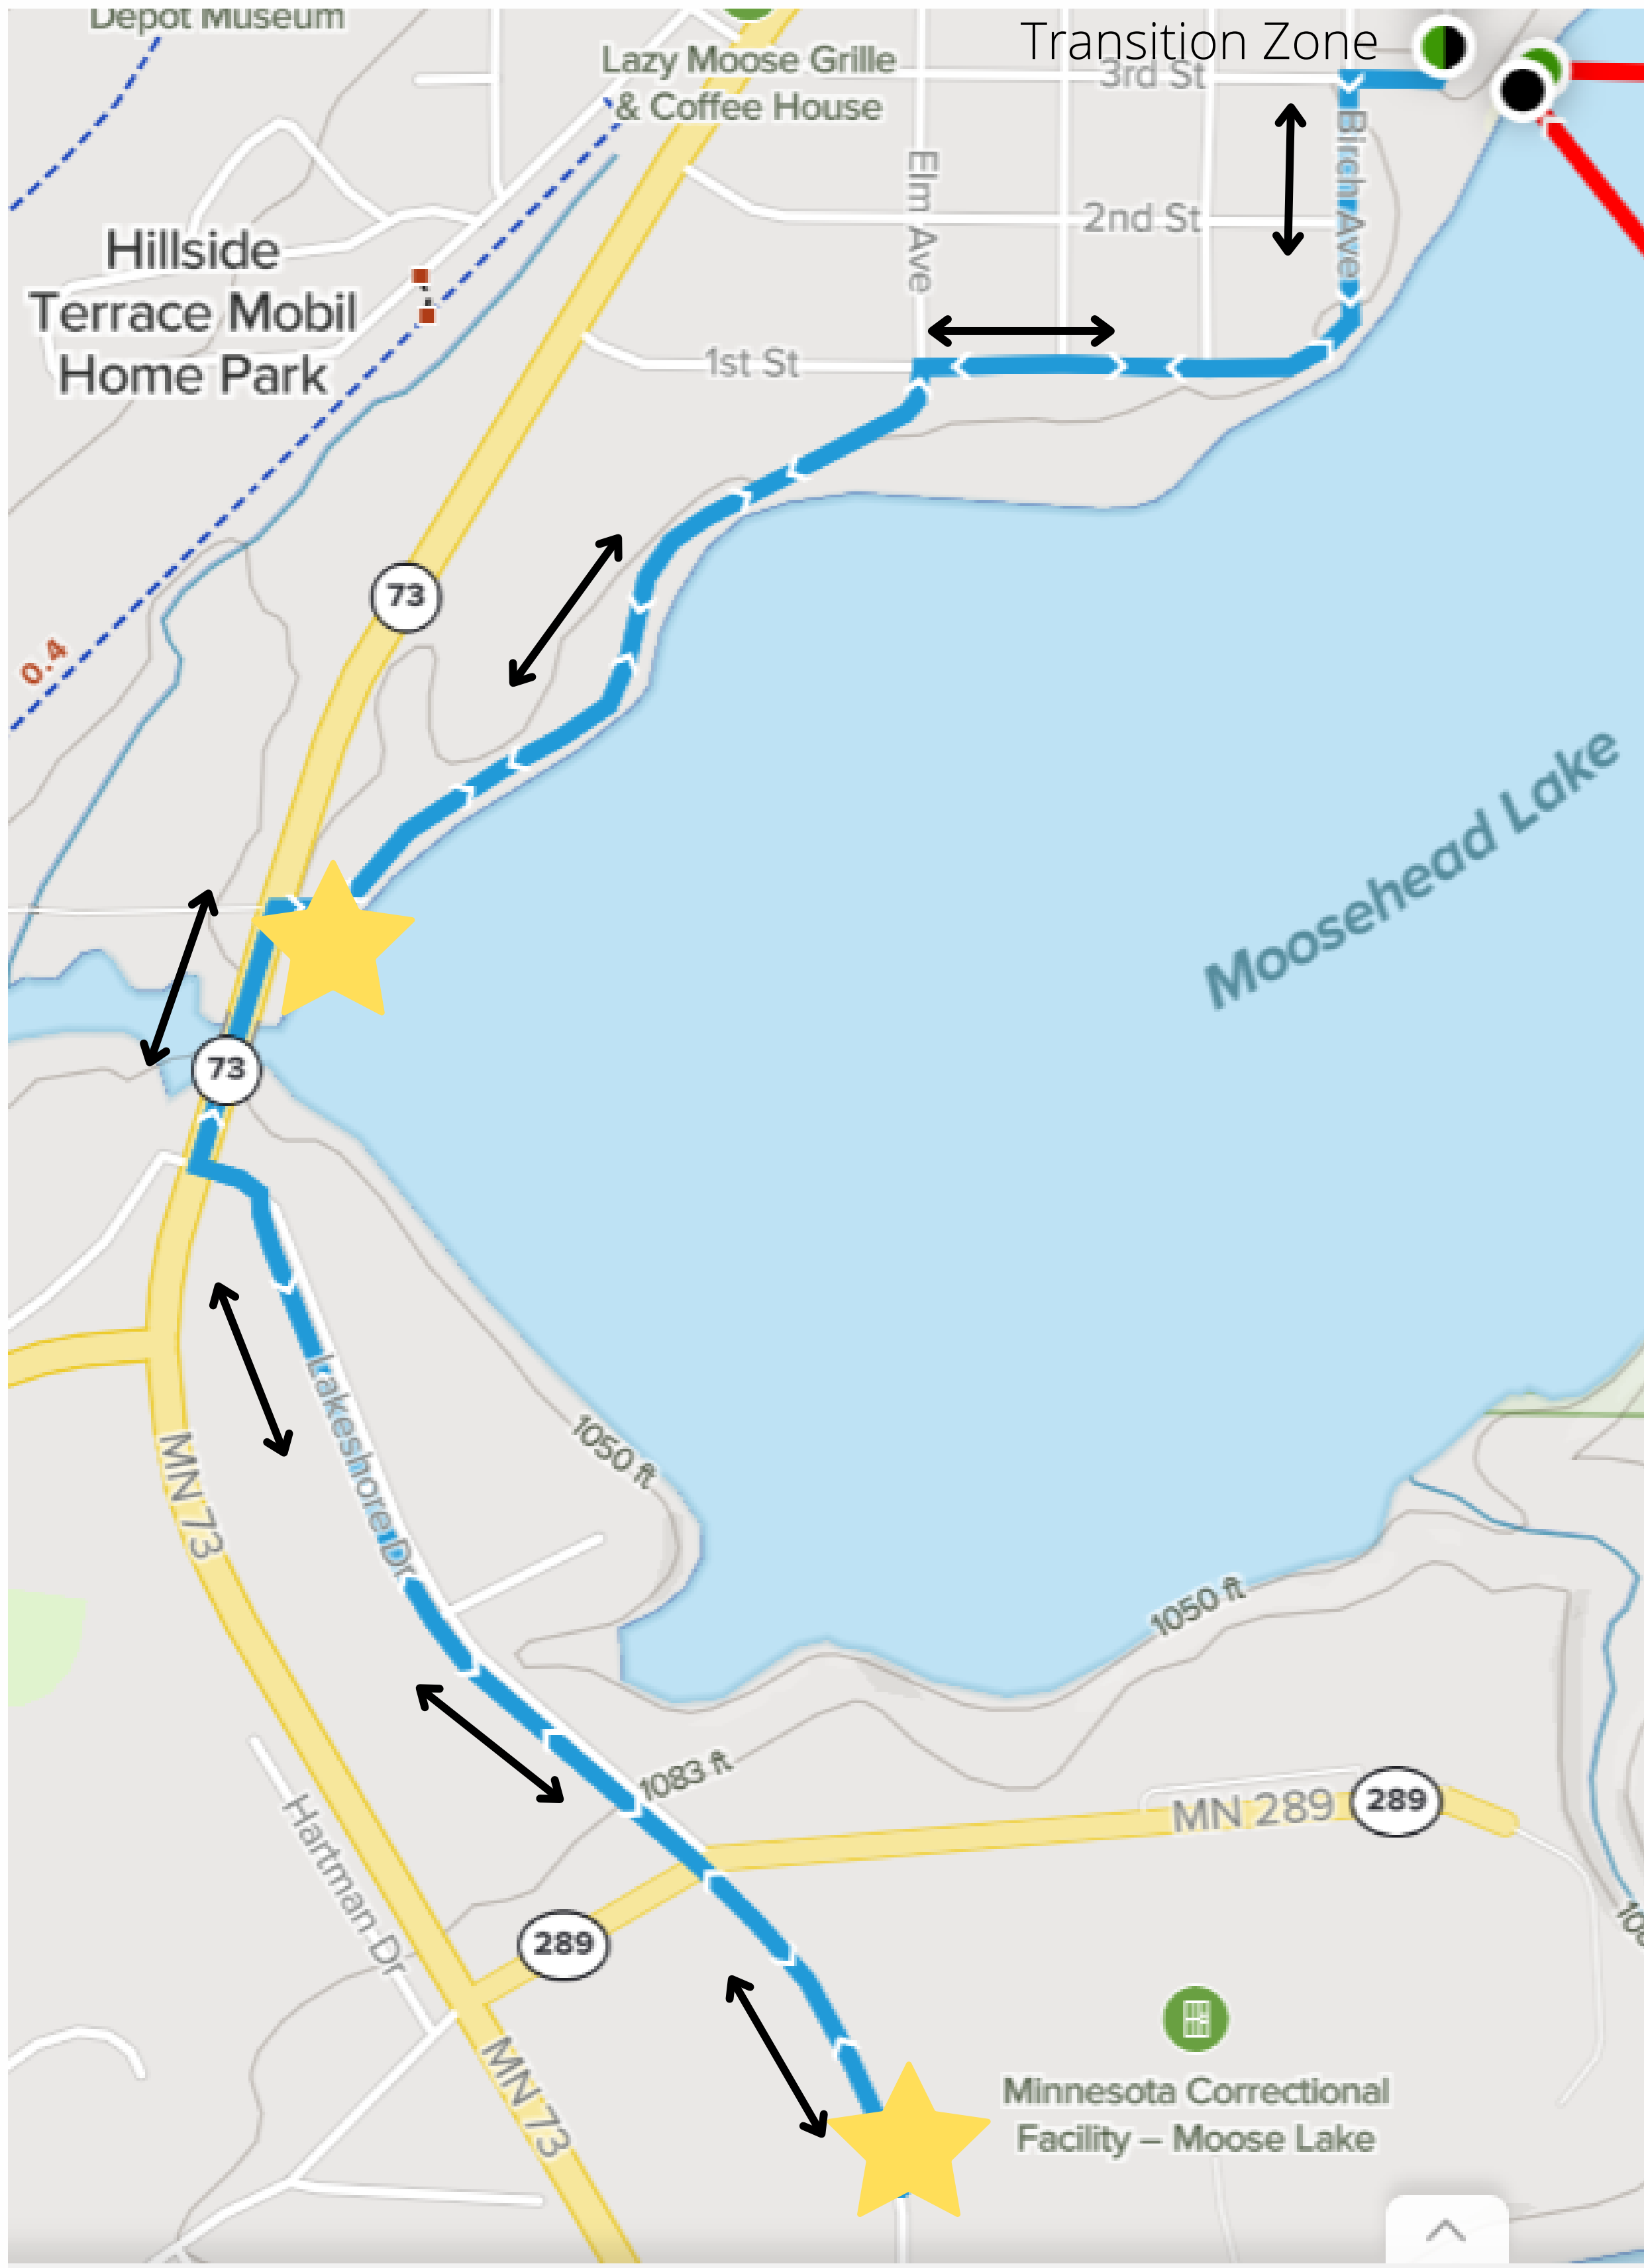 Depot Museum
Transition Zone
Lazy Moose Grille
& Coffee House
3rd St
Birch Ave
Elm Ave
2nd St
Hillside
Terrace Mobil
Home Park
1st St
73
0.4
Moosehead Lake
73
Lakeshore Dr
1050 ft
MN 73
1050 ft
1083 ft
MN 289
289
Hartman Dr
289
MN 73
Minnesota Correctional
Facility – Moose Lake